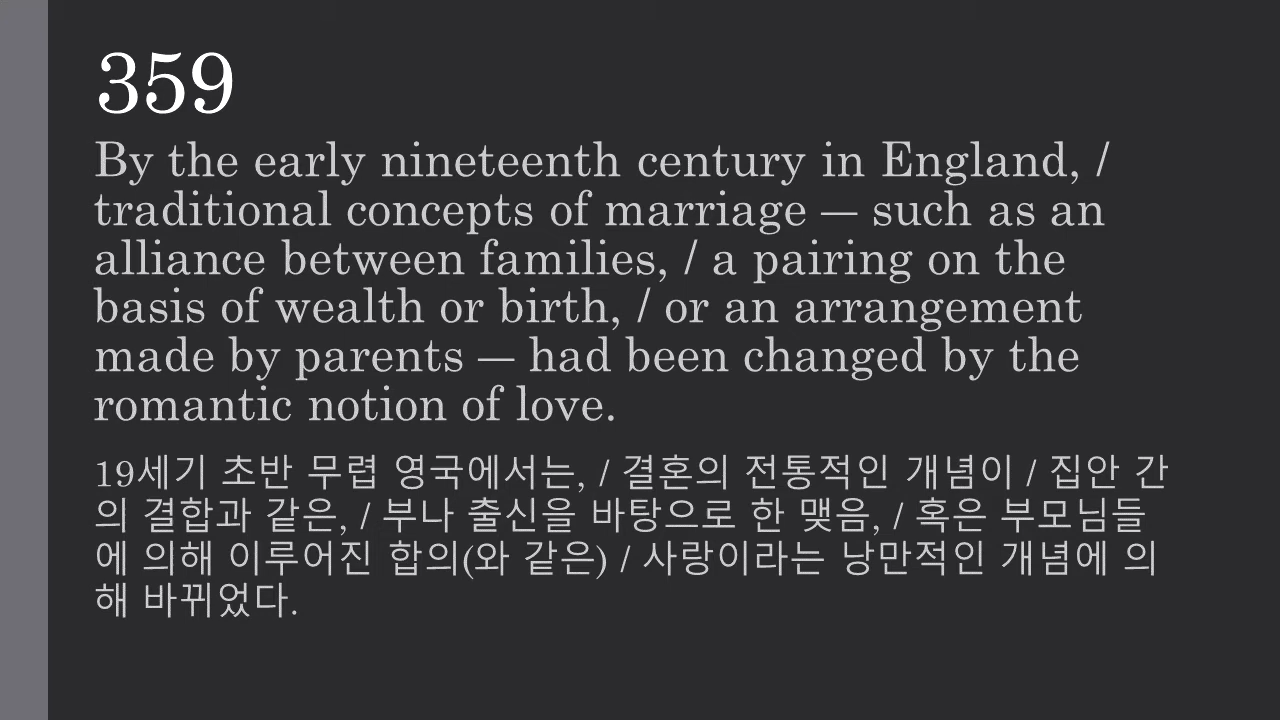 359
By the early nineteenth century in England, /
traditional concepts of marriage — such as an
alliance between families, / a pairing on the
basis of wealth or birth, / or an arrangement
made by parents — had been changed by the
romantic notion of love.
19세기 초반 무렵 영국에서는, / 결혼의 전통적인 개념이 / 집안 간
의 결합과 같은, / 부나 출신을 바탕으로 한 맺음, / 혹은 부모님들
에 의해 이루어진 합의(와 같은) / 사랑이라는 낭만적인 개념에 의
해 바뀌었다.